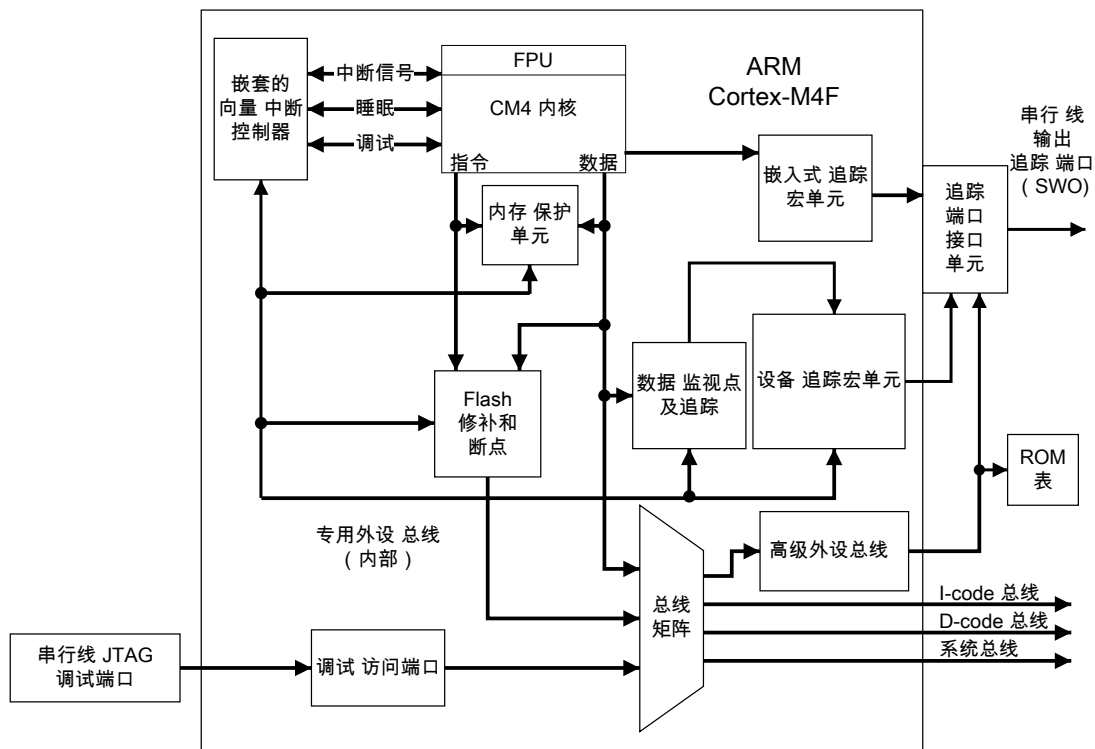 FPU
ARM
Cortex-M4F
嵌套的
向量 中断
控制器
中断信号
睡眠
调试
CM4 内核
指令
数据
串行 线
输出
追踪 端口
( SWO)
嵌入式 追踪
宏单元
追踪
端口
接口
单元
内存 保护
单元
Flash
修补和
断点
数据 监视点
及追踪
设备 追踪宏单元
ROM
表
专用外设 总线
( 内部 )
高级外设总线
总线
矩阵
I-code 总线
D-code 总线
系统总线
串行线 JTAG
调试端口
调试 访问端口